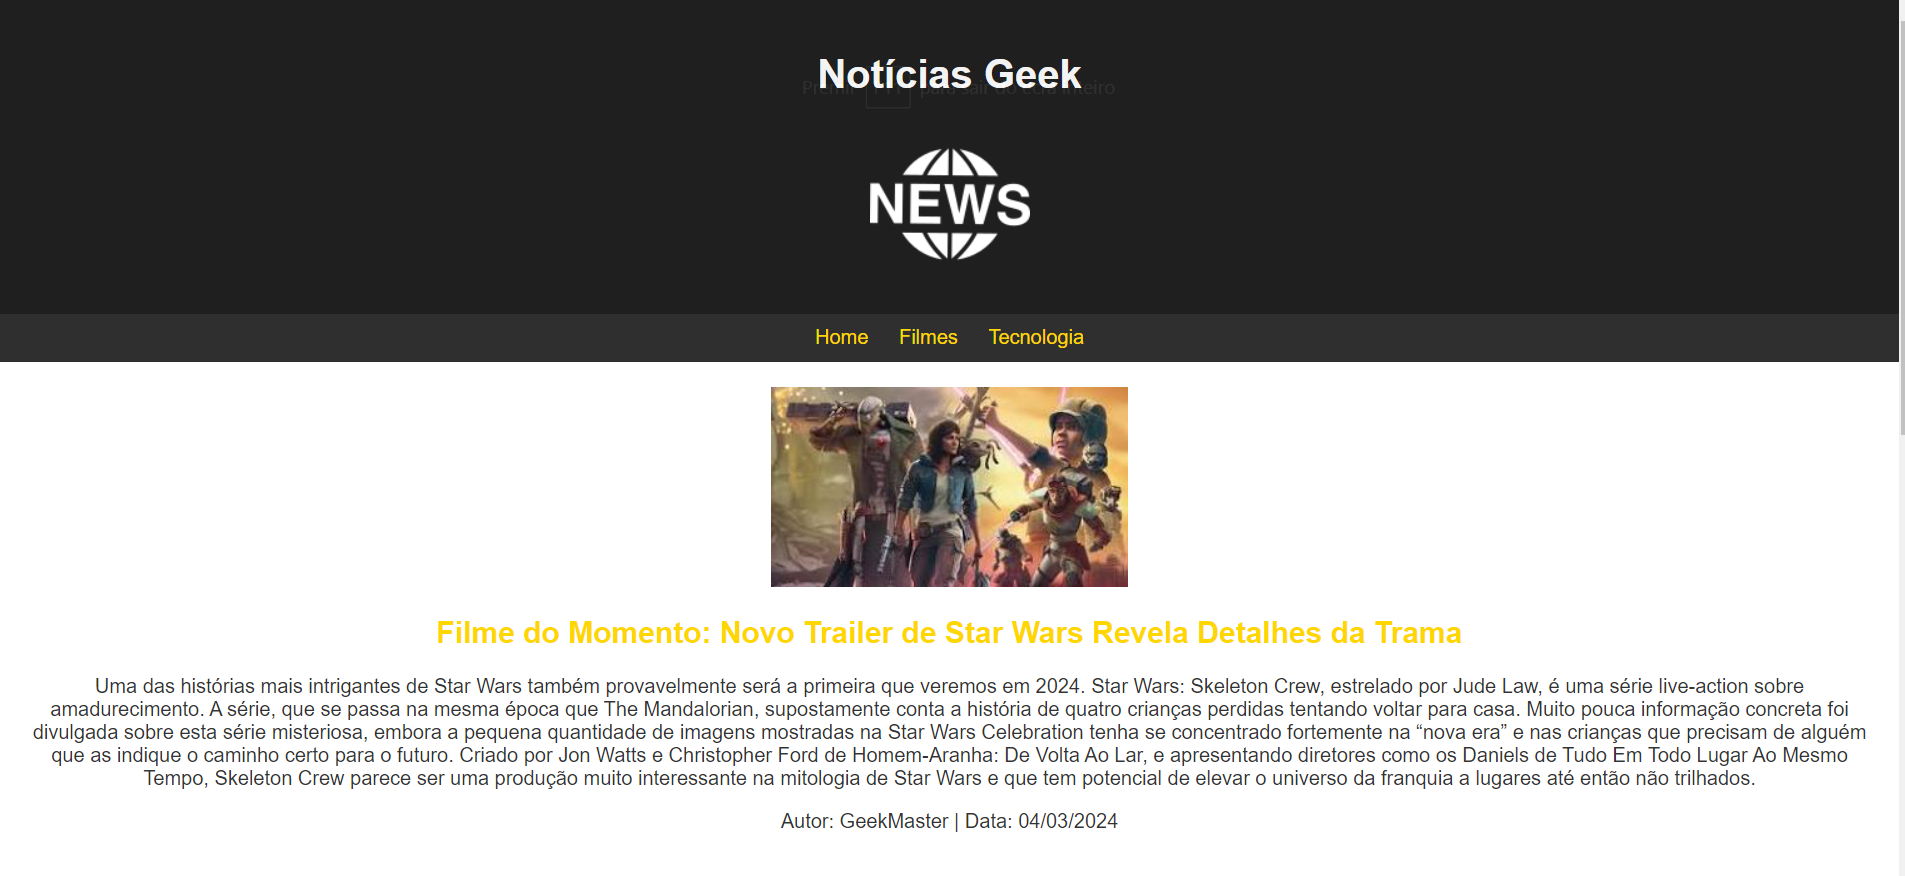 Notícias Geek
Premir F11 para sair do ecrã inteiro
NEWS
Home Filmes Tecnologia
Filme do Momento: Novo Trailer de Star Wars Revela Detalhes da Trama
Uma das histórias mais intrigantes de Star Wars também provavelmente será a primeira que veremos em 2024. Star Wars: Skeleton Crew, estrelado por Jude Law, é uma série live-action sobre
amadurecimento. A série, que se passa na mesma época que The Mandalorian, supostamente conta a história de quatro crianças perdidas tentando voltar para casa. Muito pouca informação concreta foi
divulgada sobre esta série misteriosa, embora a pequena quantidade de imagens mostradas na Star Wars Celebration tenha se concentrado fortemente na “nova era” e nas crianças que precisam de alguém
que as indique o caminho certo para o futuro. Criado por Jon Watts e Christopher Ford de Homem-Aranha: De Volta Ao Lar, e apresentando diretores como os Daniels de Tudo Em Todo Lugar Ao Mesmo
Tempo, Skeleton Crew parece ser uma produção muito interessante na mitologia de Star Wars e que tem potencial de elevar o universo da franquia a lugares até então não trilhados.
Autor: GeekMaster | Data: 04/03/2024